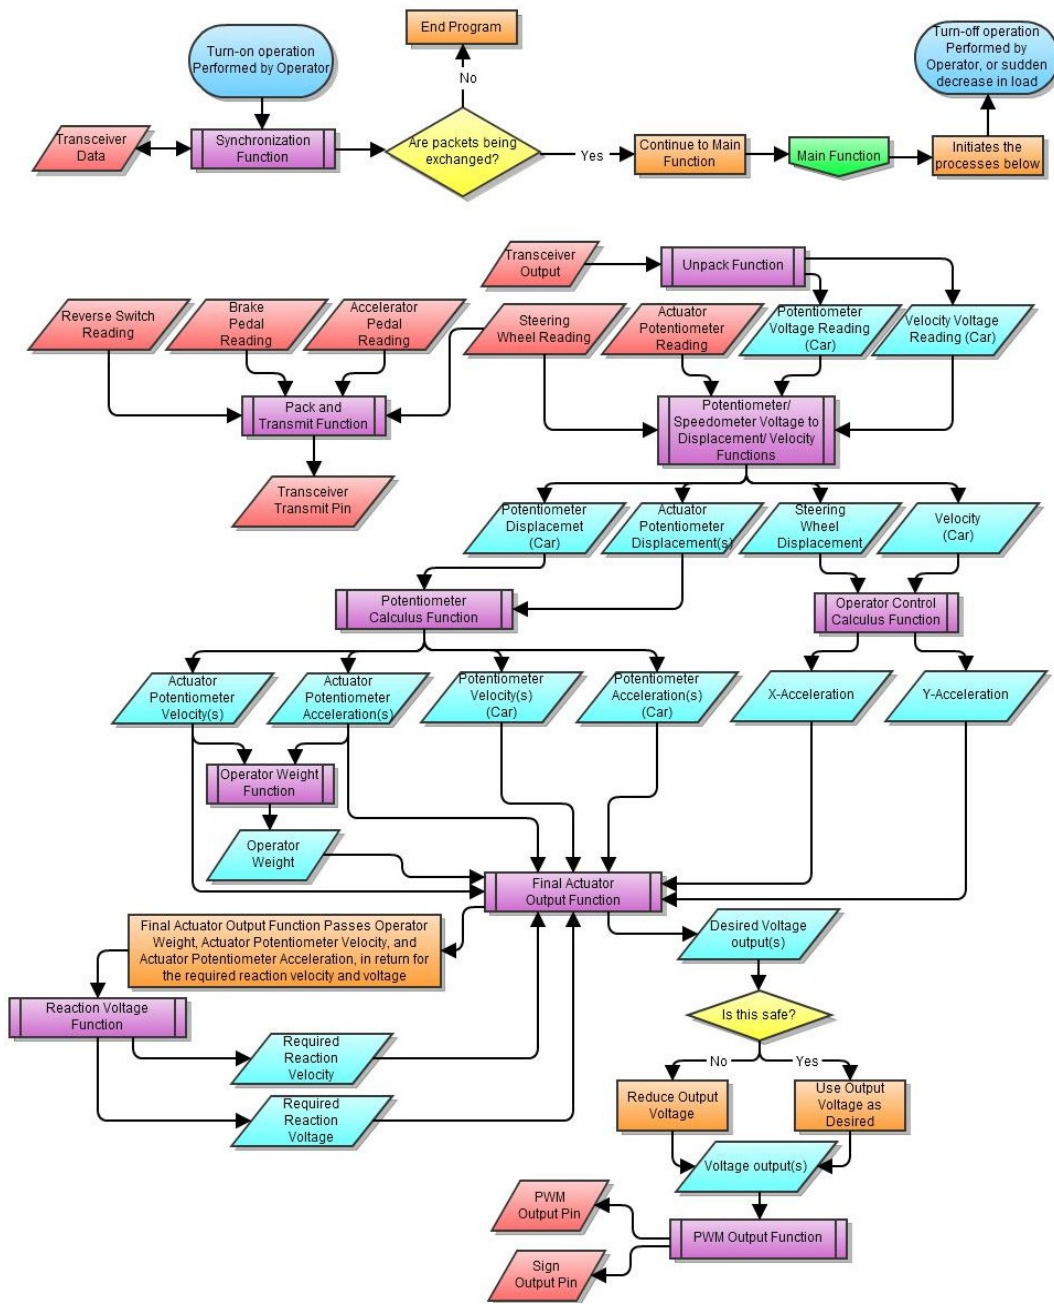 Turn-on operation
Performed by Operator
End Program
Turn-off operation
Performed by
Operator, or sudden
decrease in load
No
Transceiver
Data
Synchronization
Function
Are packets being
exchanged?
Yes
Continue to Main
Function
Main Function
Initiates the
processes below
Transceiver
Output
Unpack Function
Reverse Switch
Reading
Brake
Pedal
Reading
Accelerator
Pedal
Reading
Steering
Wheel Reading
Actuator
Potentiometer
Reading
Potentiometer
Voltage Reading
(Car)
Velocity Voltage
Reading (Car)
Pack and
Transmit Function
Potentiometer/
Speedometer Voltage to
Displacement/ Velocity
Functions
Transceiver
Transmit Pin
Potentiometer
Displacemet
(Car)
Actuator
Potentiometer
Displacement(s)
Steering
Wheel
Displacement
Velocity
(Car)
Potentiometer
Calculus Function
Operator Control
Calculus Function
Actuator
Potentiometer
Velocity(s)
Actuator
Potentiometer
Acceleration(s)
Potentiometer
Velocity(s)
(Car)
Potentiometer
Acceleration(s)
(Car)
X-Acceleration
Y-Acceleration
Operator Weight
Function
Operator
Weight
Final Actuator
Output Function
Final Actuator Output Function Passes Operator
Weight, Actuator Potentiometer Velocity, and
Actuator Potentiometer Acceleration, in return for
the required reaction velocity and voltage
Desired Voltage
output(s)
Reaction Voltage
Function
Is this safe?
Required
Reaction
Velocity
No
Yes
Required
Reaction
Voltage
Reduce Output
Voltage
Use Output
Voltage as
Desired
Voltage output(s)
PWM
Output Pin
PWM Output Function
Sign
Output Pin